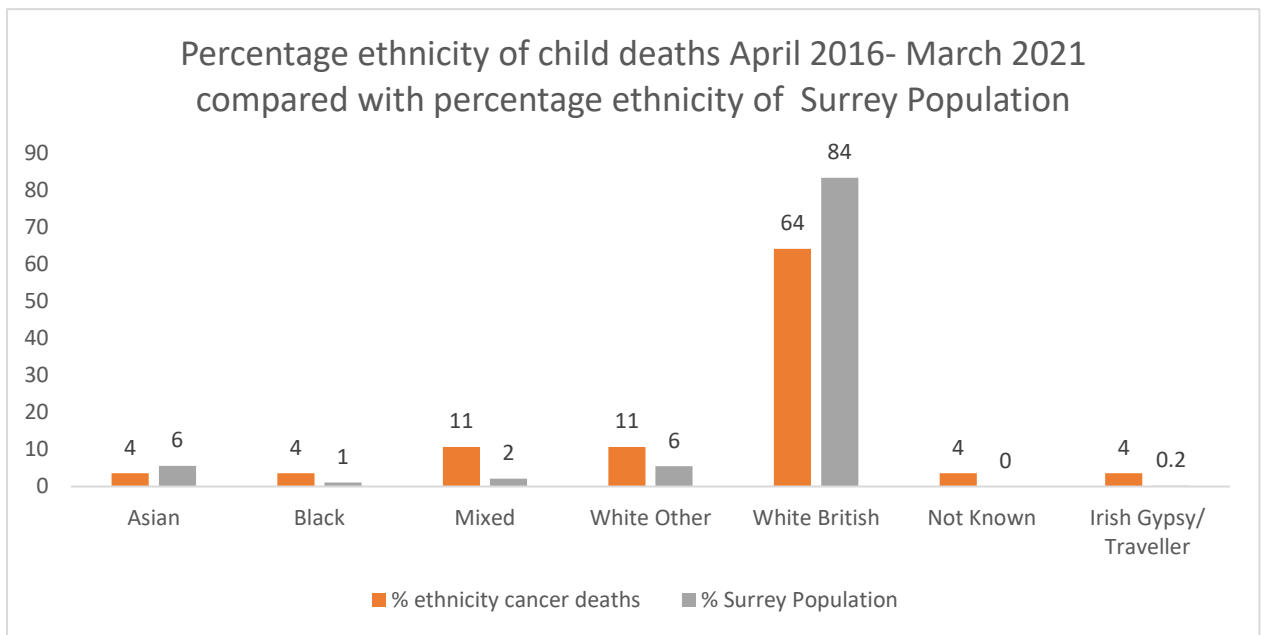 Percentage ethnicity of child deaths April 2016- March 2021
compared with percentage ethnicity of  Surrey Population
90
80
70
60
50
40
30
20
10
0
4 6
4 1
11 2
11 6
64 84
4 0
4 0.2
Asian
Black
Mixed
White Other
White British
Not Known
Irish Gypsy/
Traveller
% ethnicity cancer deaths
% Surrey Population